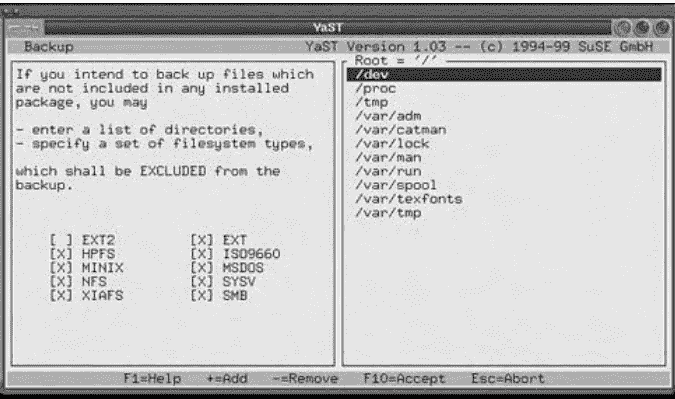 YaST
Backup YaST Version 1.03 -- (c) 1994-99 SuSE GmbH
If you intend to back up files which
are not included in any installed
package, you may
- enter a list of directories,
- specify a set of filesystem types,
which shall be EXCLUDED from the
backup.
[ ] EXT2 [X] EXT
[X] HPFS [X] ISO9660
[X] MINIX [X] MSDOS
[X] NFS [X] SYSV
[X] XIAFS [X] SMB
Root = '/'
/dev
/proc
/tmp
/var/adm
/var/catman
/var/lock
/var/man
/var/run
/var/spool
/var/texfonts
/var/tmp
F1=Help +=Add -=Remove F10=Accept Esc=Abort